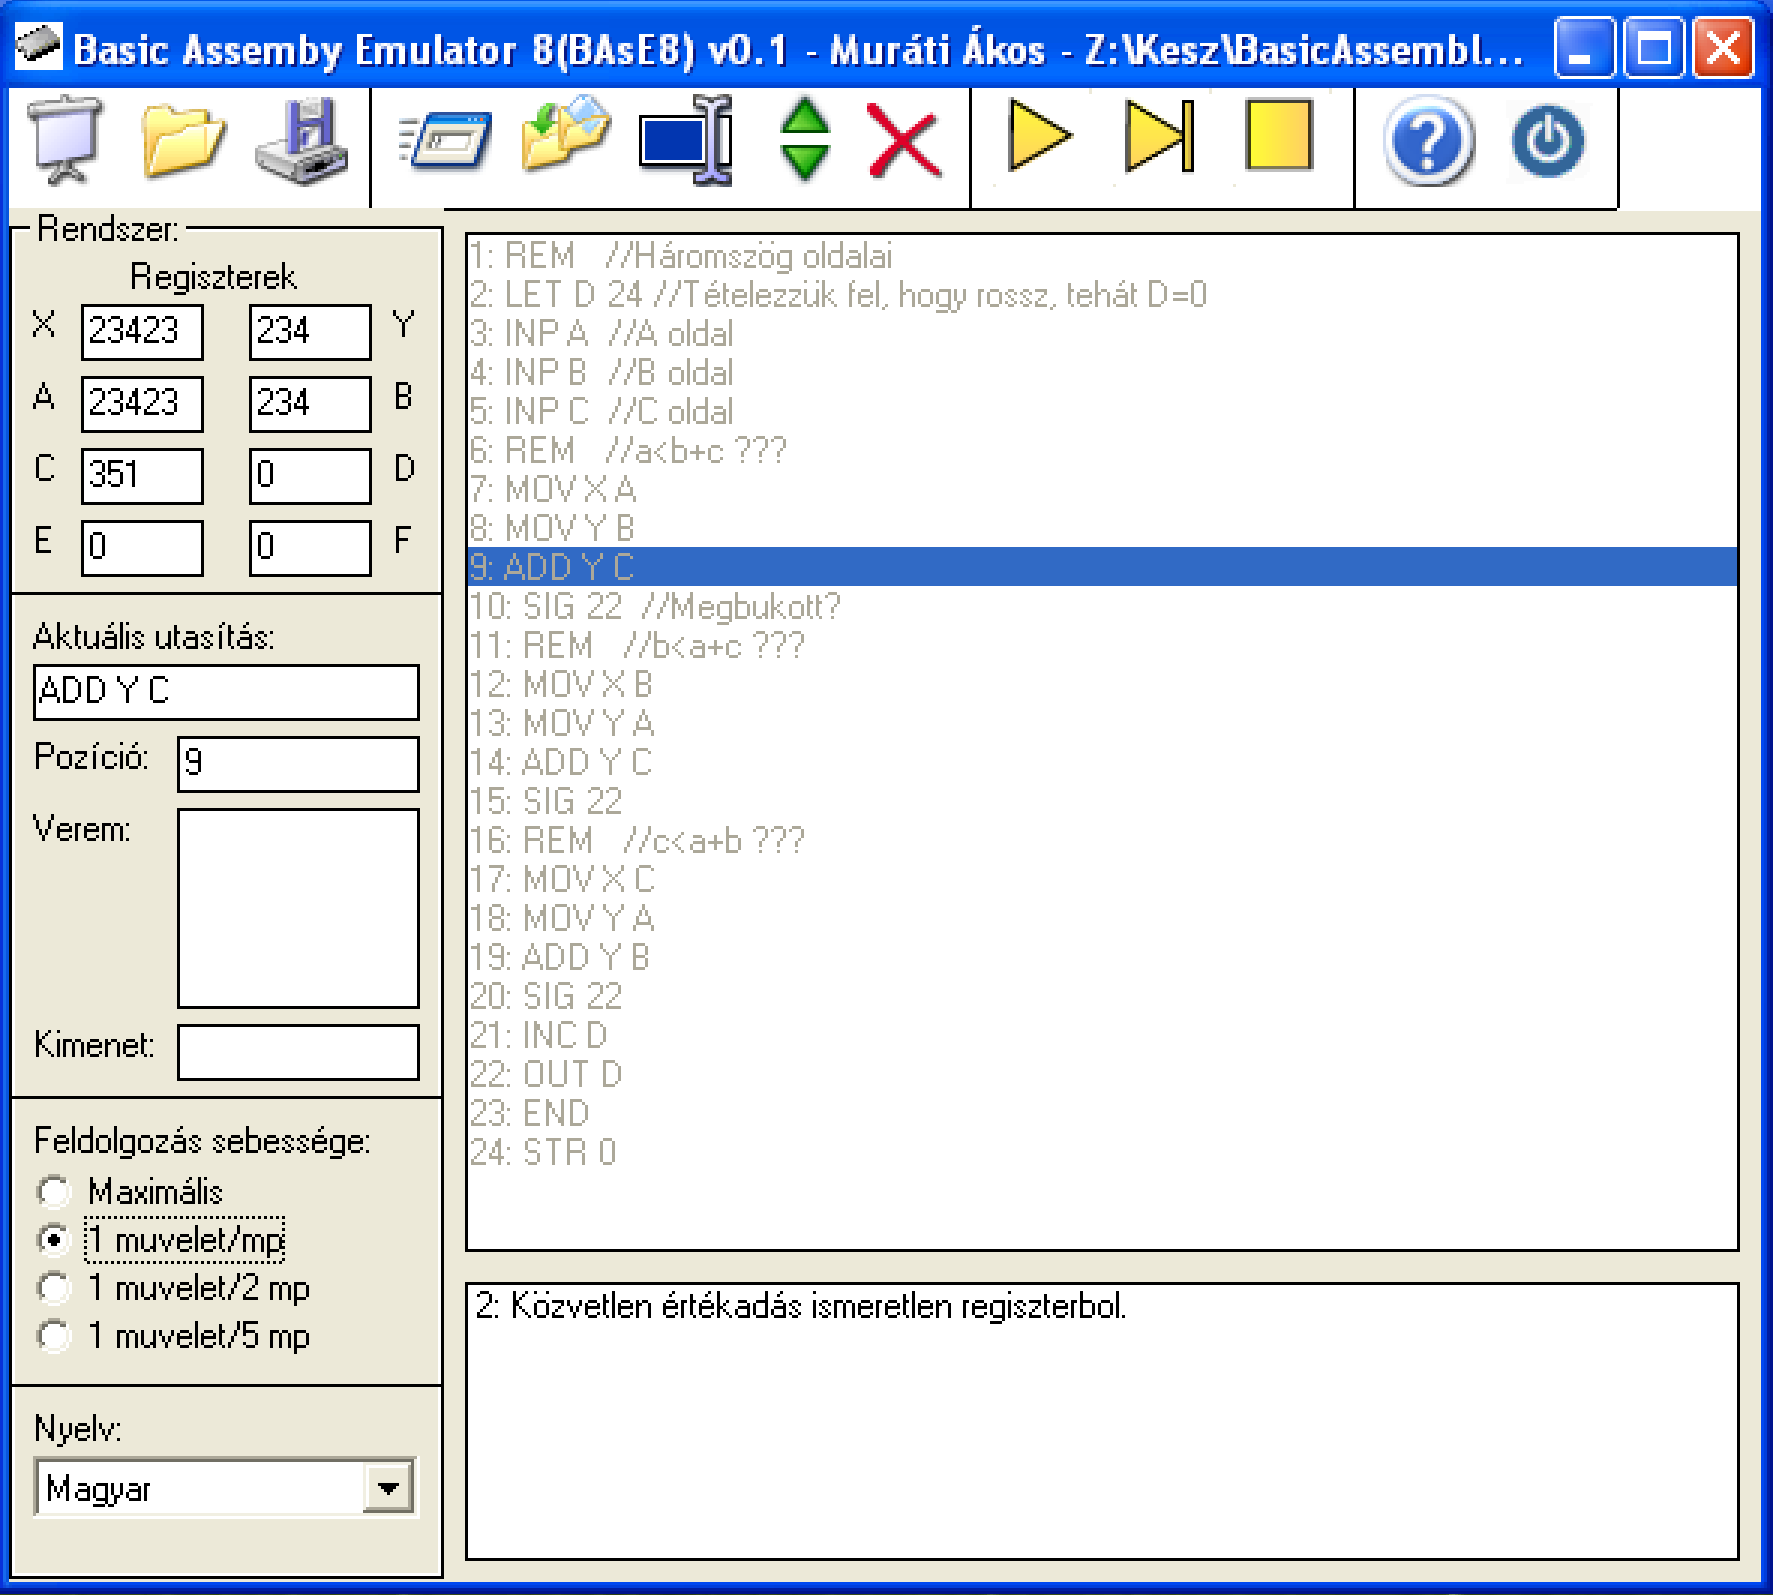 Basic Assemby Emulator 8(BAsE8) v0.1 - Muráti Ákos - Z:\Kesz\BasicAssembl...
Rendszer:
Regiszterek
X 23423 234 Y
A 23423 234 B
C 351 0 D
E 0 0 F
Aktuális utasítás:
ADD Y C
Pozíció: 9
Verem:
Kimenet:
Feldolgozás sebessége:
Maximális
1 muvelet/mp
1 muvelet/2 mp
1 muvelet/5 mp
Nyelv:
Magyar
1: REM //Háromszög oldalai
2: LET D 24 //Tételezzük fel, hogy rossz, tehát D=0
3: INP A //A oldal
4: INP B //B oldal
5: INP C //C oldal
6: REM //a<b+c ???
7: MOV X A
8: MOV Y B
9: ADD Y C
10: SIG 22 //Megbukott?
11: REM //b<a+c ???
12: MOV X B
13: MOV Y A
14: ADD Y C
15: SIG 22
16: REM //c<a+b ???
17: MOV X C
18: MOV Y A
19: ADD Y B
20: SIG 22
21: INC D
22: OUT D
23: END
24: STR 0
2: Közvetlen értékadás ismeretlen regiszterbol.